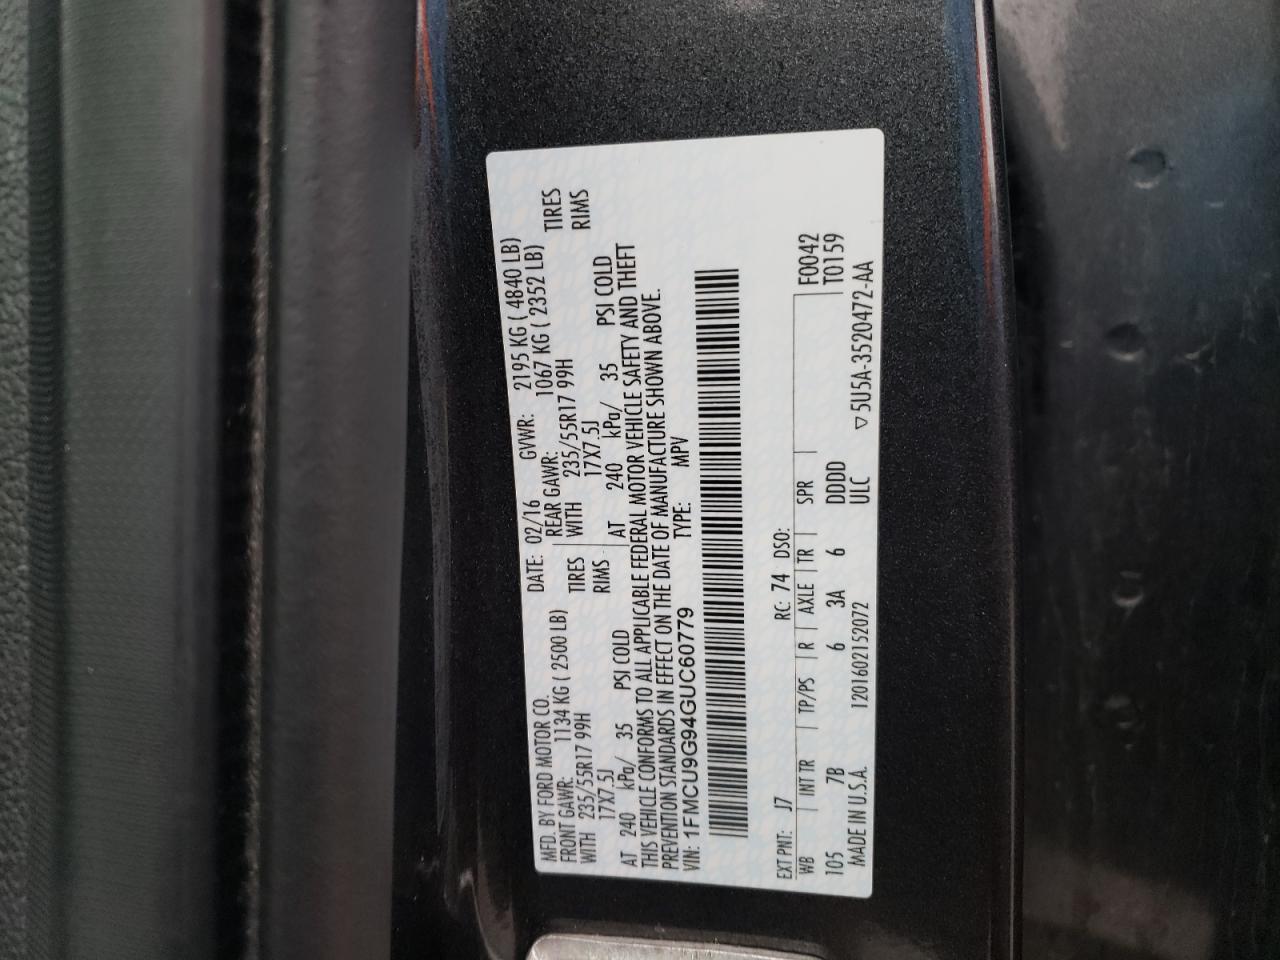 MFD. BY FORD MOTOR CO. DATE: 02/16 GVWR: 2195 KG ( 4840 LB)
FRONT GAWR: 1134 KG ( 2500 LB) REAR GAWR: 1067 KG ( 2352 LB)
WITH 235/55R17 99H TIRES WITH 235/55R17 99H TIRES
17X7.5J RIMS 17X7.5J RIMS
AT 240 kPa/ 35 PSI COLD AT 240 kPa/ 35 PSI COLD
THIS VEHICLE CONFORMS TO ALL APPLICABLE FEDERAL MOTOR VEHICLE SAFETY AND THEFT
PREVENTION STANDARDS IN EFFECT ON THE DATE OF MANUFACTURE SHOWN ABOVE.
VIN: 1FMCU9G94GUC60779 TYPE: MPV
EXT PNT: J7 RC: 74 DSO:
WB | INT TR | TP/PS | R | AXLE | TR | SPR | F0042
105 7B 6 3A 6 DDDD T0159
MADE IN U.S.A. 1201602152072 ULC ▽5U5A-3520472-AA